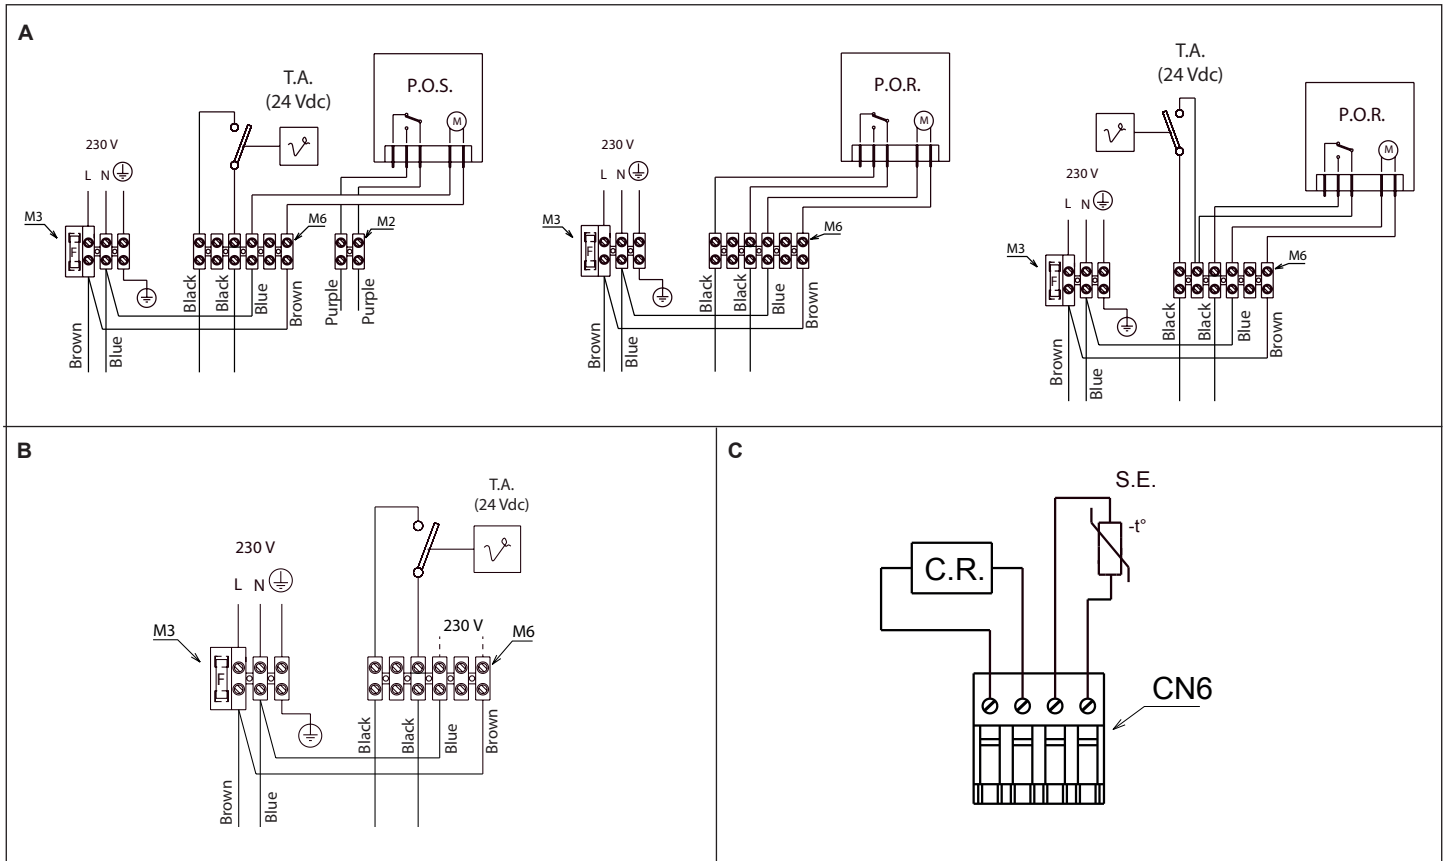 A
T.A.
(24 Vdc)
P.O.S.
M
230 V
L N
M3
F
M6
M2
Brown
Blue
Black
Black
Blue
Brown
Purple
Purple
P.O.R.
M
230 V
L N
M3
F
M6
Brown
Blue
Black
Black
Blue
Brown
T.A.
(24 Vdc)
P.O.R.
M
230 V
L N
M3
F
M6
Brown
Blue
Black
Black
Blue
Brown
B
T.A.
(24 Vdc)
230 V
L N
230 V
M3
F
M6
Brown
Blue
Black
Black
Blue
Brown
C
S.E.
-t°
C.R.
CN6